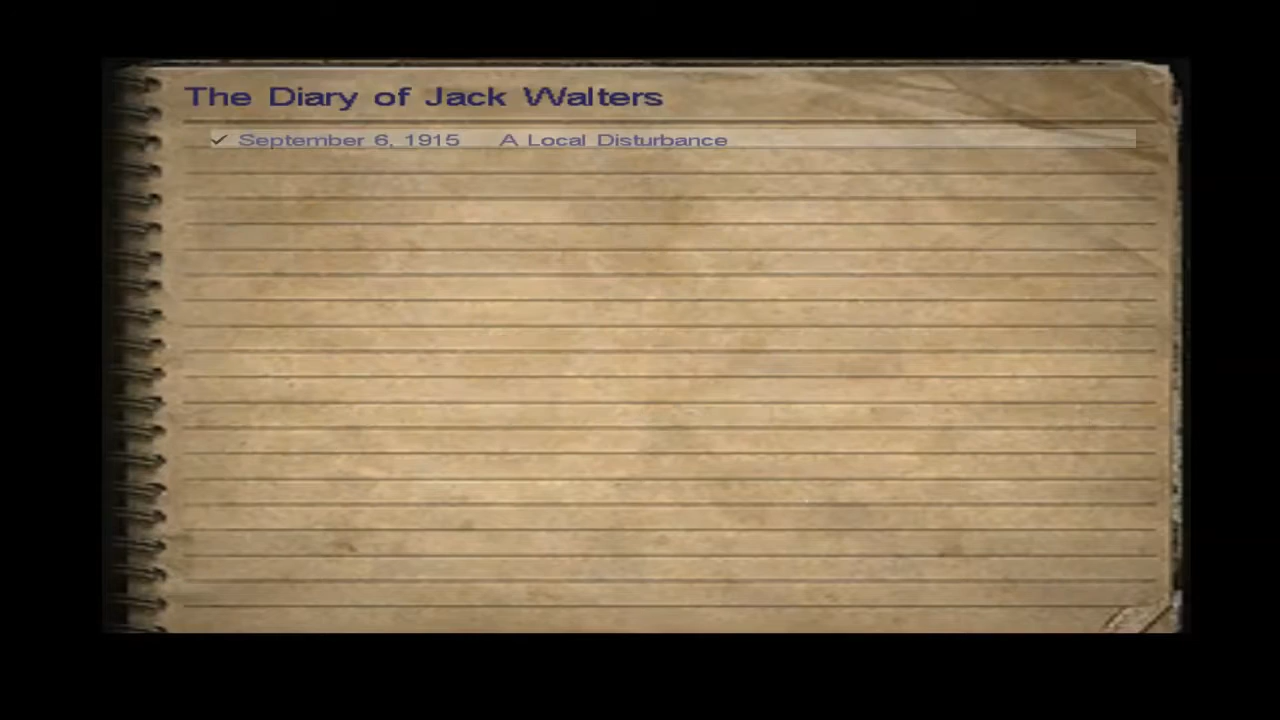 The Diary of Jack Walters
✓ September 6, 1915 A Local Disturbance